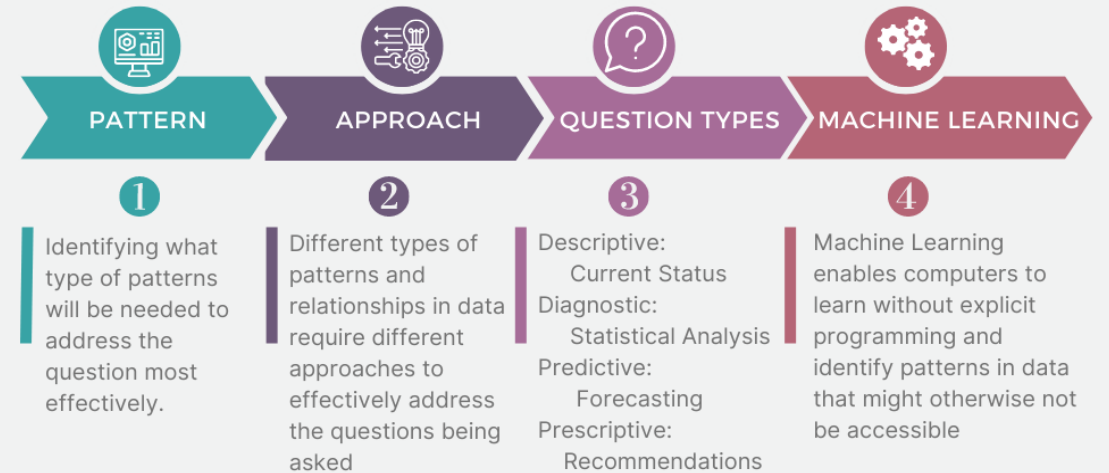 PATTERN
APPROACH
QUESTION TYPES
MACHINE LEARNING
1
Identifying what
type of patterns
will be needed to
address the
question most
effectively.
2
Different types of
patterns and
relationships in data
require different
approaches to
effectively address
the questions being
asked
3
Descriptive:
Current Status
Diagnostic:
Statistical Analysis
Predictive:
Forecasting
Prescriptive:
Recommendations
4
Machine Learning
enables computers to
learn without explicit
programming and
identify patterns in data
that might otherwise not
be accessible